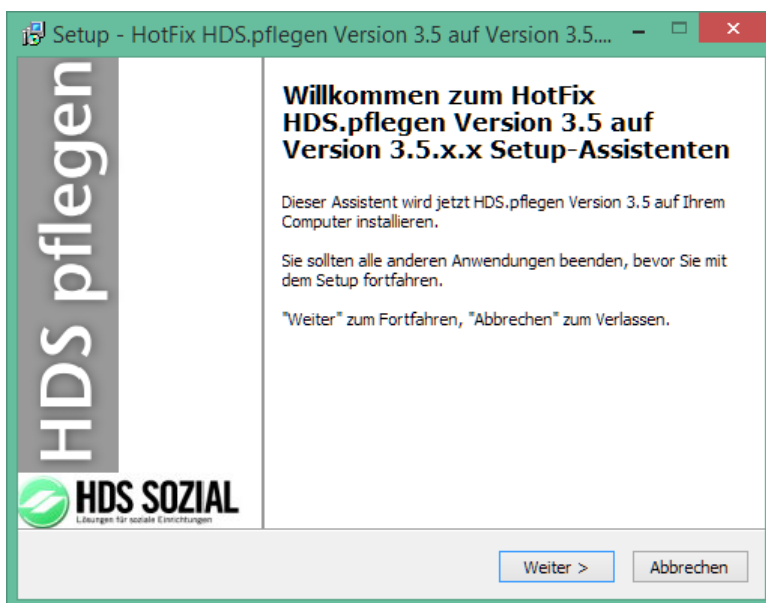 Setup - HotFix HDS.pflegen Version 3.5 auf Version 3.5....
HDS pflegen
Willkommen zum HotFix
HDS.pflegen Version 3.5 auf
Version 3.5.x.x Setup-Assistenten
Dieser Assistent wird jetzt HDS.pflegen Version 3.5 auf Ihrem
Computer installieren.
Sie sollten alle anderen Anwendungen beenden, bevor Sie mit
dem Setup fortfahren.
"Weiter" zum Fortfahren, "Abbrechen" zum Verlassen.
HDS SOZIAL
Lösungen für soziale Einrichtungen
Weiter >
Abbrechen